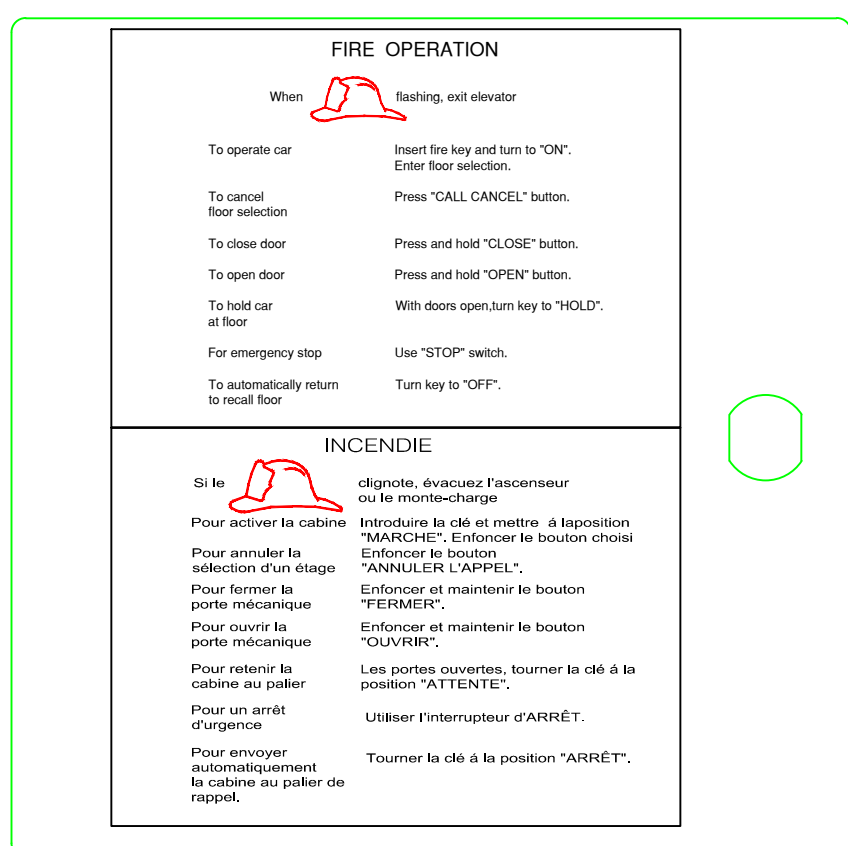 FIRE OPERATION
When flashing, exit elevator
To operate car Insert fire key and turn to "ON".
Enter floor selection.
To cancel Press "CALL CANCEL" button.
floor selection
To close door Press and hold "CLOSE" button.
To open door Press and hold "OPEN" button.
To hold car With doors open,turn key to "HOLD".
at floor
For emergency stop Use "STOP" switch.
To automatically return Turn key to "OFF".
to recall floor
INCENDIE
Si le clignote, évacuez l'ascenseur
ou le monte-charge
Pour activer la cabine Introduire la clé et mettre á laposition
"MARCHE". Enfoncer le bouton choisi
Pour annuler la Enfoncer le bouton
sélection d'un étage "ANNULER L'APPEL".
Pour fermer la Enfoncer et maintenir le bouton
porte mécanique "FERMER".
Pour ouvrir la Enfoncer et maintenir le bouton
porte mécanique "OUVRIR".
Pour retenir la Les portes ouvertes, tourner la clé á la
cabine au palier position "ATTENTE".
Pour un arrêt Utiliser l'interrupteur d'ARRÊT.
d'urgence
Pour envoyer Tourner la clé á la position "ARRÊT".
automatiquement
la cabine au palier de
rappel.